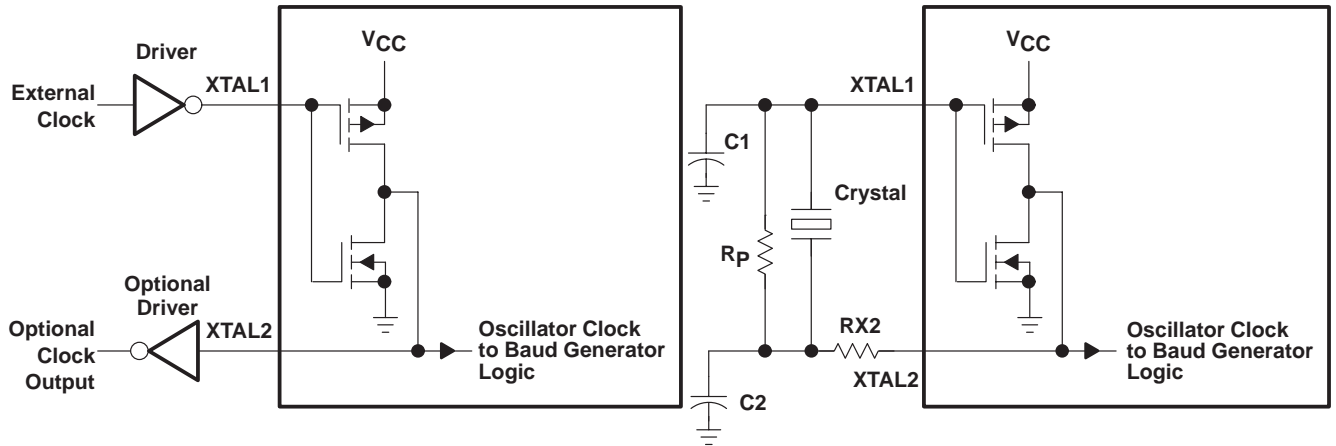 Driver
External
Clock
XTAL1
VCC
Optional
Driver
Optional
Clock
Output
XTAL2
Oscillator Clock
to Baud Generator
Logic
C1
RP
Crystal
XTAL1
VCC
C2
RX2
XTAL2
Oscillator Clock
to Baud Generator
Logic